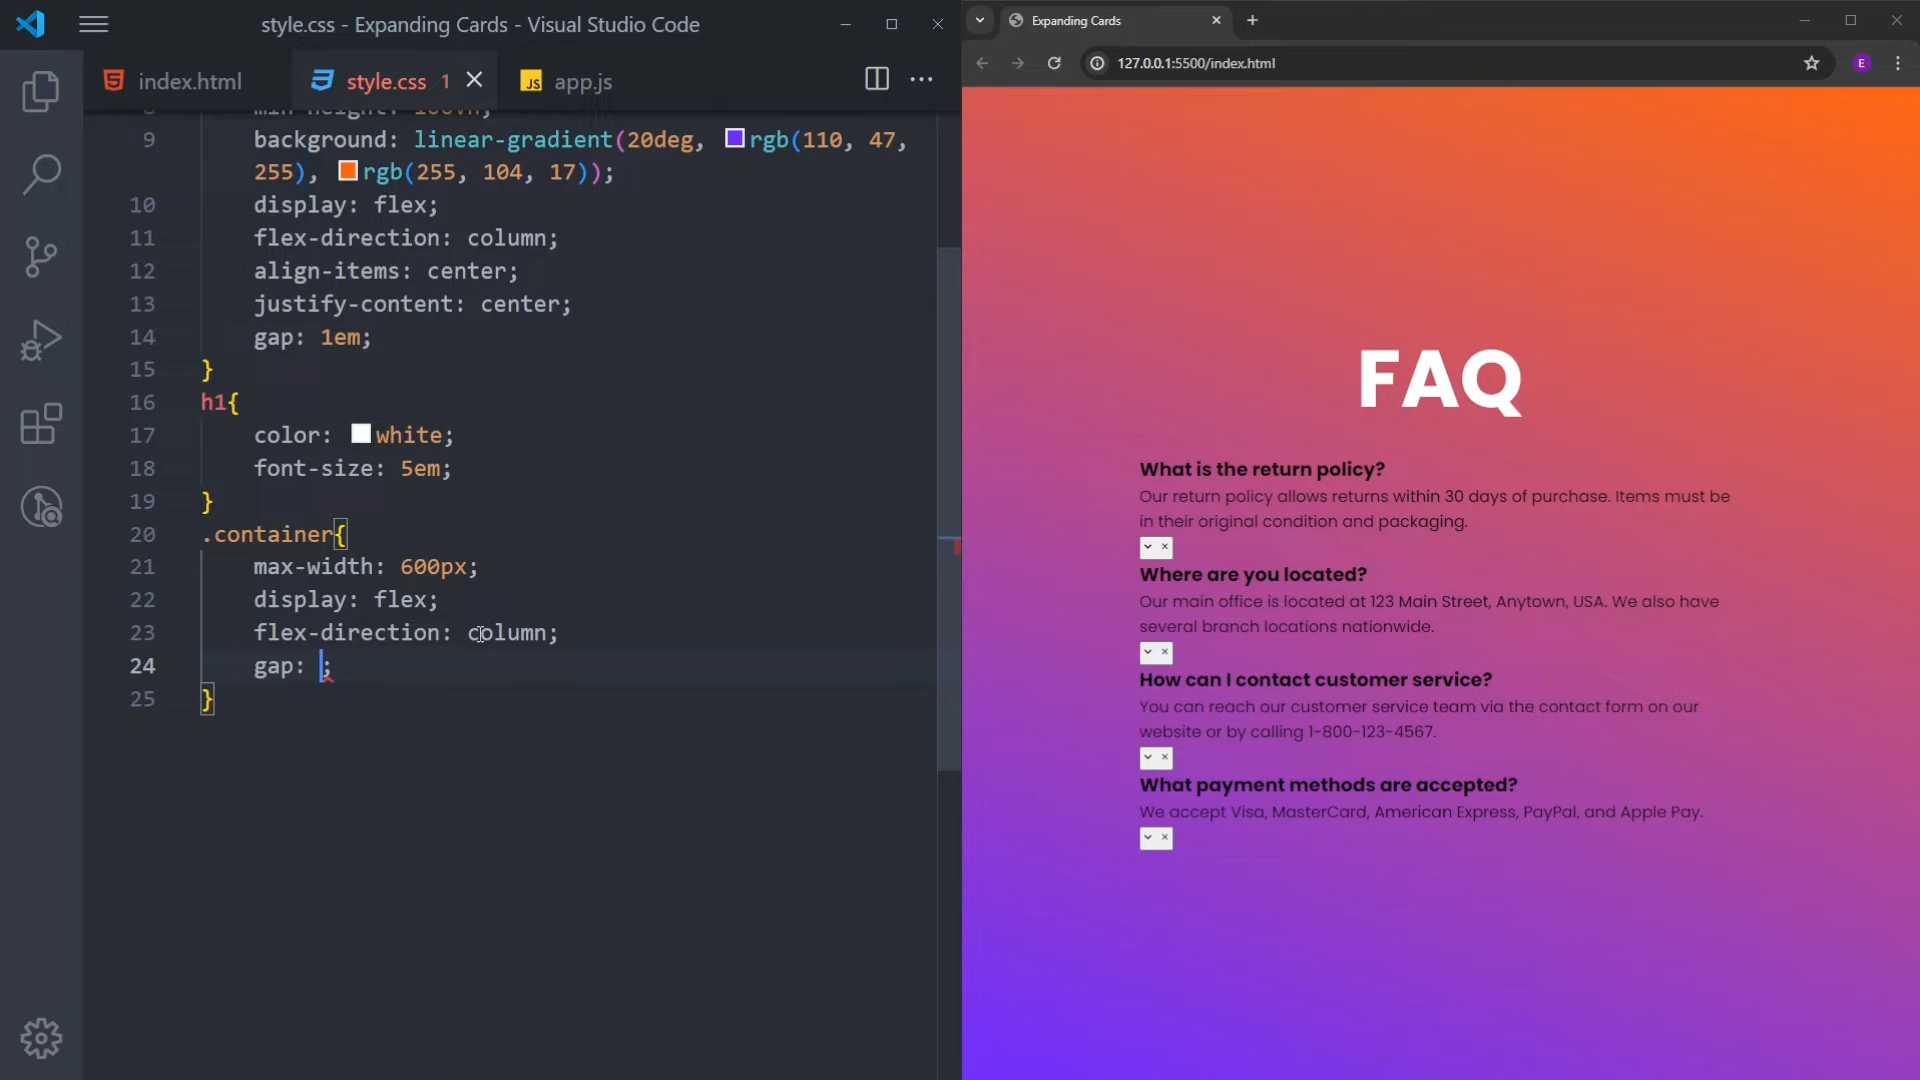 style.css - Expanding Cards - Visual Studio Code
index.html
style.css 1
JS app.js
min-height: 100vh;
9 background: linear-gradient(20deg, rgb(110, 47,
255), rgb(255, 104, 17));
10 display: flex;
11 flex-direction: column;
12 align-items: center;
13 justify-content: center;
14 gap: 1em;
15 }
16 h1{
17 color: white;
18 font-size: 5em;
19 }
20 .container{
21 max-width: 600px;
22 display: flex;
23 flex-direction: column;
24 gap: ;
25 }
Expanding Cards
127.0.0.1:5500/index.html
E
FAQ
What is the return policy?
Our return policy allows returns within 30 days of purchase. Items must be
in their original condition and packaging.
Where are you located?
Our main office is located at 123 Main Street, Anytown, USA. We also have
several branch locations nationwide.
How can I contact customer service?
You can reach our customer service team via the contact form on our
website or by calling 1-800-123-4567.
What payment methods are accepted?
We accept Visa, MasterCard, American Express, PayPal, and Apple Pay.